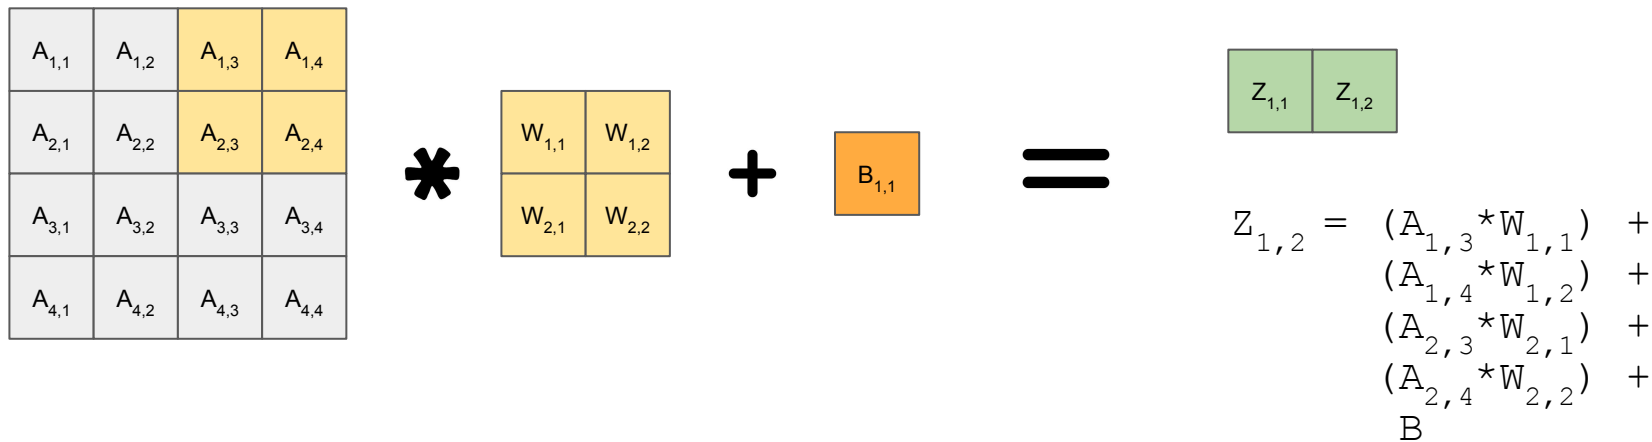 A1,1 A1,2 A1,3 A1,4
A2,1 A2,2 A2,3 A2,4
A3,1 A3,2 A3,3 A3,4
A4,1 A4,2 A4,3 A4,4
*
W1,1 W1,2
W2,1 W2,2
+
B1,1
=
Z1,1 Z1,2
Z1,2 = (A1,3*W1,1) +
(A1,4*W1,2) +
(A2,3*W2,1) +
(A2,4*W2,2) +
B